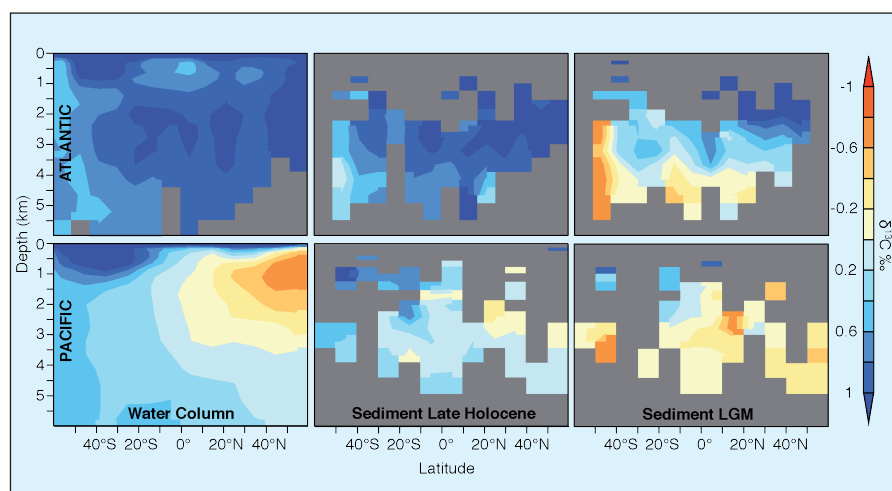 0
1
2
3
4
5
ATLANTIC
Depth (km)
0
1
2
3
4
5
PACIFIC
Water Column
Sediment Late Holocene
Sediment LGM
40°S 20°S 0° 20°N 40°N
40°S 20°S 0° 20°N 40°N
40°S 20°S 0° 20°N 40°N
Latitude
-1
-0.6
-0.2
0.2
0.6
1
δ13C ‰